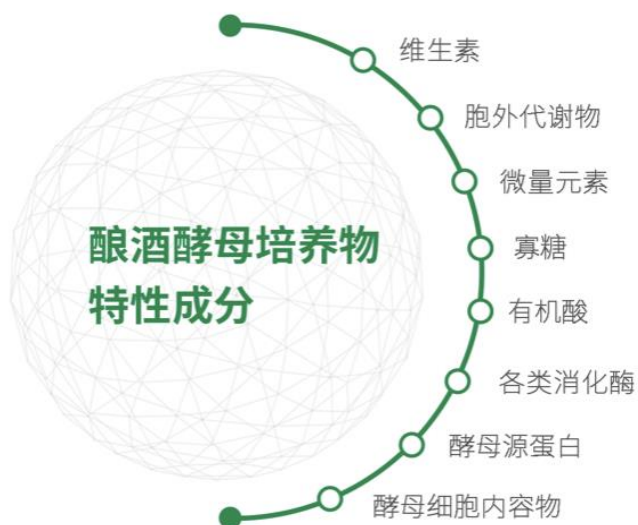 维生素
胞外代谢物
微量元素
酿酒酵母培养物
特性成分
寡糖
有机酸
各类消化酶
酵母源蛋白
酵母细胞内容物